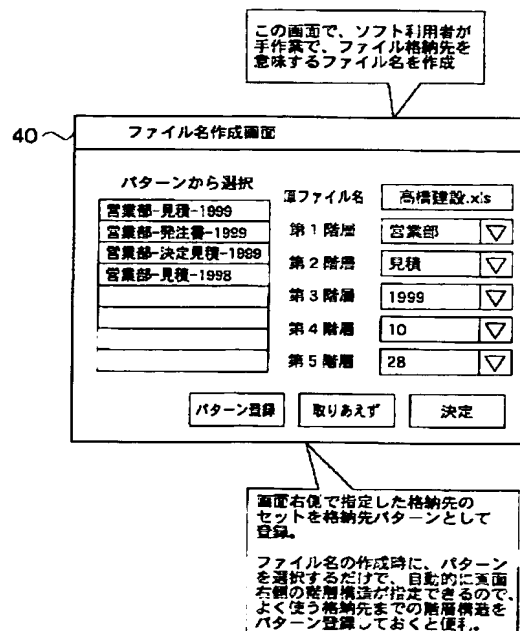 この画面で、ソフト利用者が
手作業で、ファイル格納先を
意味するファイル名を作成
40
ファイル名作成画面
パターンから選択
営業部-見積-1999
営業部-発注書-1999
営業部-決定見積-1999
営業部-見積-1998
原ファイル名 高橋建設.xls
第1階層 営業部
第2階層 見積
第3階層 1999
第4階層 10
第5階層 28
パターン登録 取りあえず 決定
画面右側で指定した格納先の
セットを格納先パターンとして
登録。
ファイル名の作成時に、パターン
を選択するだけで、自動的に画面
右側の階層構造が指定できるので、
よく使う格納先までの階層構造を
パターン登録しておくと便利。